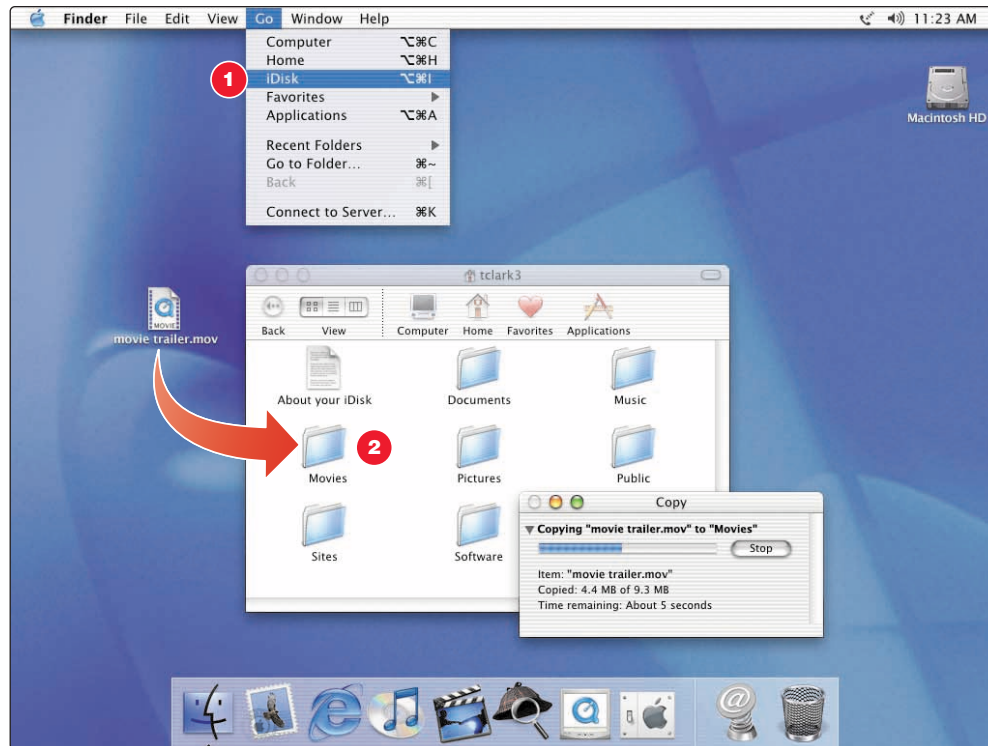 Finder File Edit View Go Window Help 11:23 AM
Computer ⌥⌘C
Home ⌥⌘H
1
iDisk ⌥⌘I
Favorites ▶
Applications ⌥⌘A
Recent Folders ▶
Go to Folder... ⌘~
Back ⌘[
Connect to Server... ⌘K
Macintosh HD
MOVIE
movie trailer.mov
tclark3
Back View Computer Home Favorites Applications
About your iDisk Documents Music
2
Movies Pictures Public
Sites Software
Copy
Copying "movie trailer.mov" to "Movies"
Stop
Item: "movie trailer.mov"
Copied: 4.4 MB of 9.3 MB
Time remaining: About 5 seconds
@